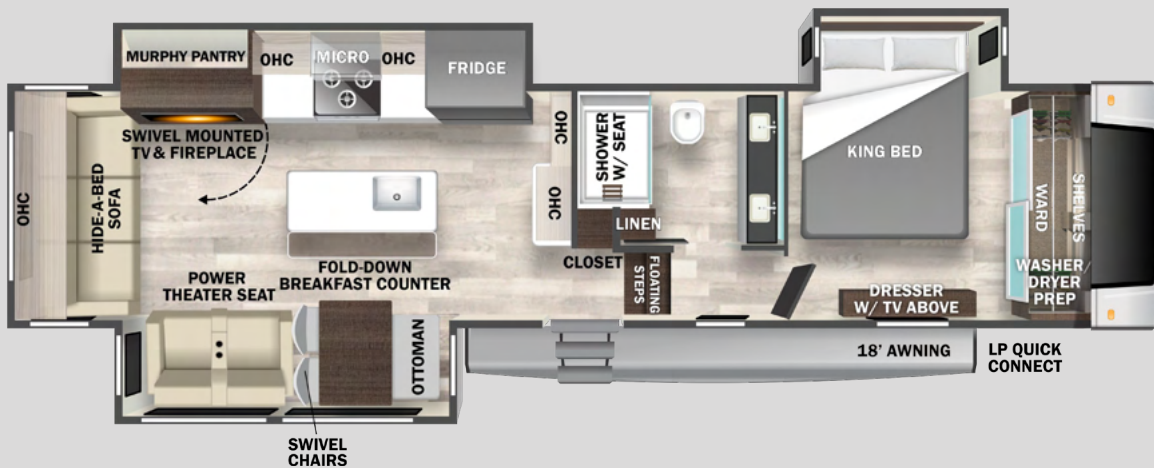 MURPHY PANTRY
OHC
MICRO
OHC
FRIDGE
SWIVEL MOUNTED
TV & FIREPLACE
OHC
HIDE-A-BED
SOFA
OHC
OHC
SHOWER
W/ SEAT
LINEN
CLOSET
FLOATING
STEPS
KING BED
WARD
SHELVES
WASHER/
DRYER
PREP
DRESSER
W/ TV ABOVE
POWER
THEATER SEAT
FOLD-DOWN
BREAKFAST COUNTER
OTTOMAN
SWIVEL
CHAIRS
18' AWNING
LP QUICK
CONNECT